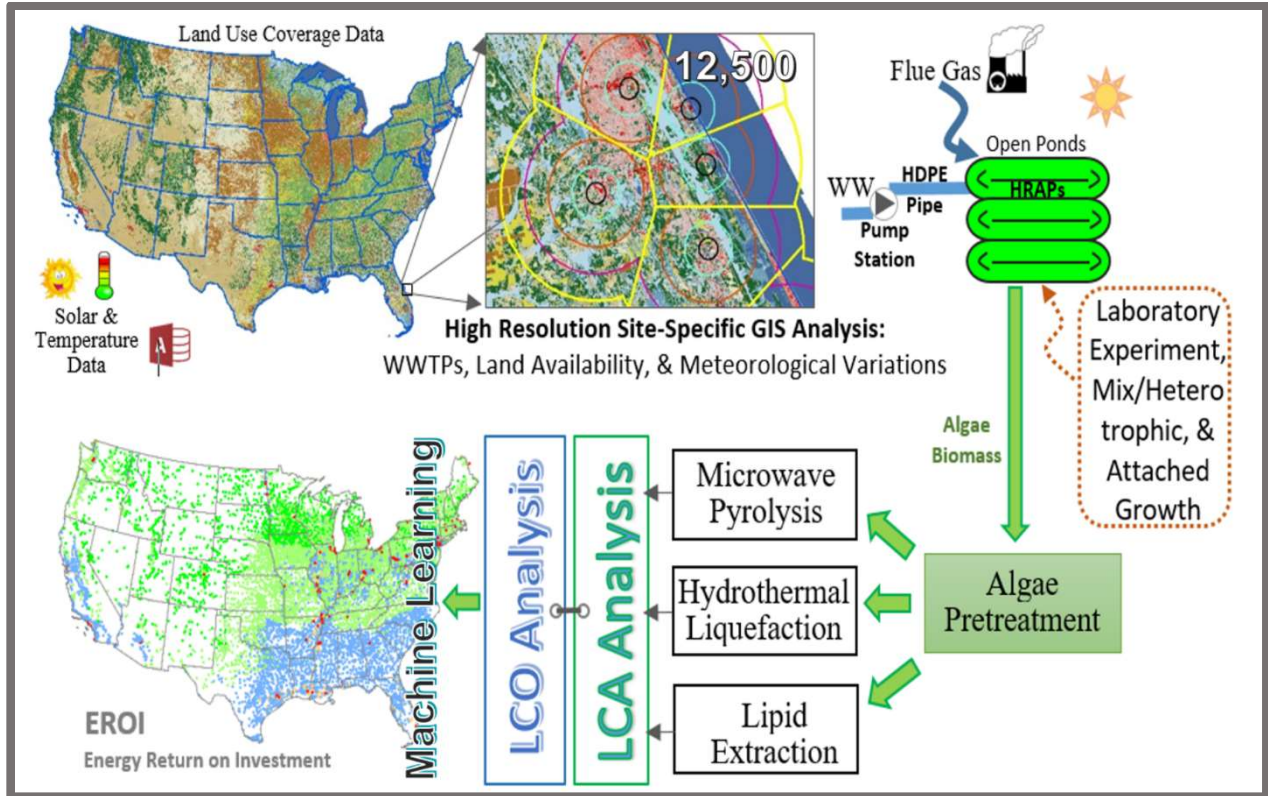 Land Use Coverage Data
12,500
Solar &
Temperature
Data
A
High Resolution Site-Specific GIS Analysis:
WWTPs, Land Availability, & Meteorological Variations
Flue Gas
Open Ponds
WW
HDPE
Pipe
HRAPs
Pump
Station
Laboratory
Experiment,
Mix/Hetero
trophic, &
Attached
Growth
Algae
Biomass
Algae
Pretreatment
Microwave
Pyrolysis
Hydrothermal
Liquefaction
Lipid
Extraction
LCA Analysis
LCO Analysis
Machine Learning
EROI
Energy Return on Investment